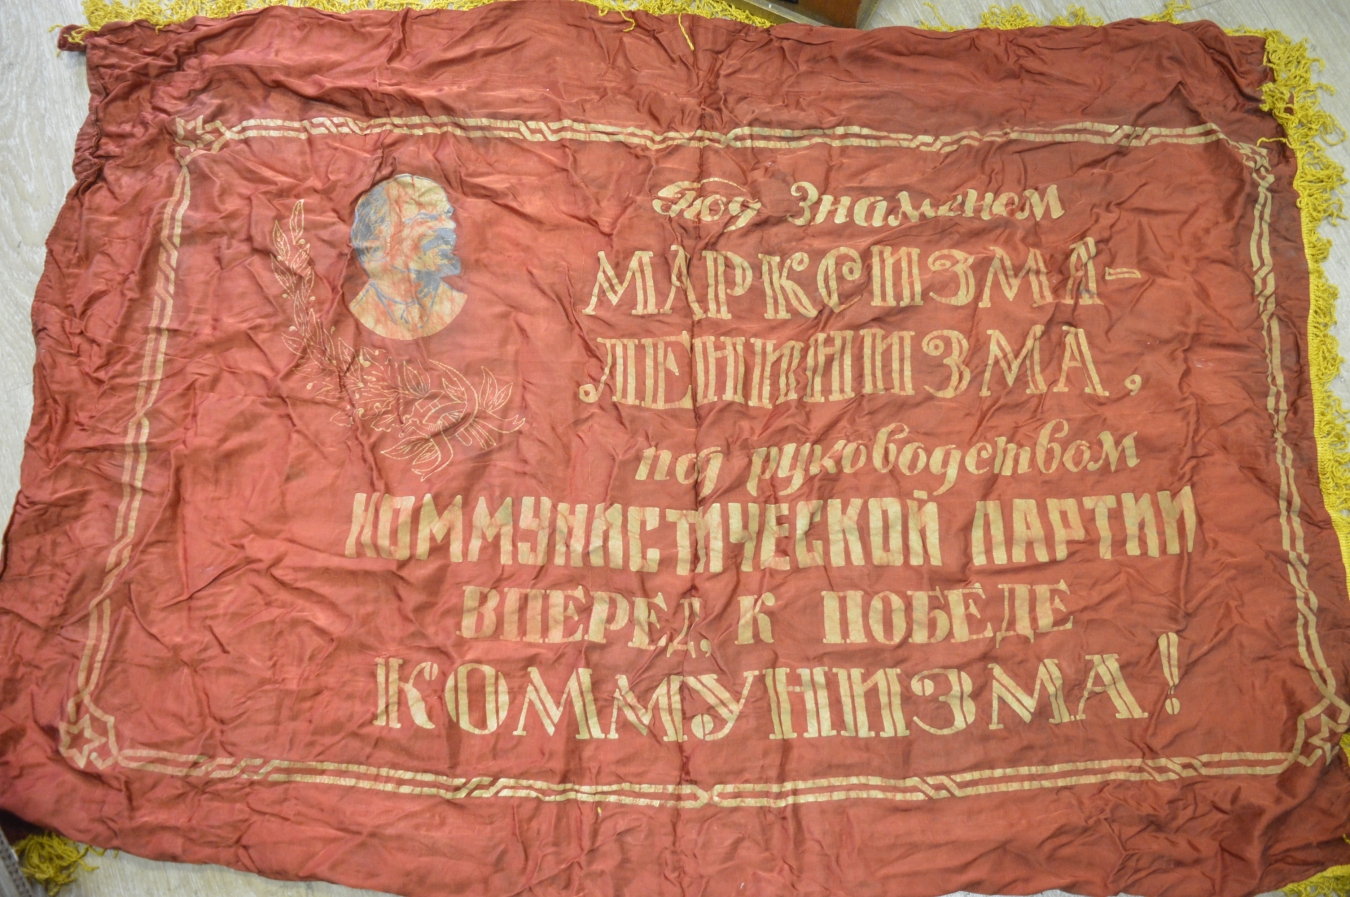 Под Знаменем
МАРКСИЗМА-
ЛЕНИНИЗМА,
под руководством
КОММУНИСТИЧЕСКОЙ ПАРТИИ
ВПЕРЕД К ПОБЕДЕ
КОММУНИЗМА!